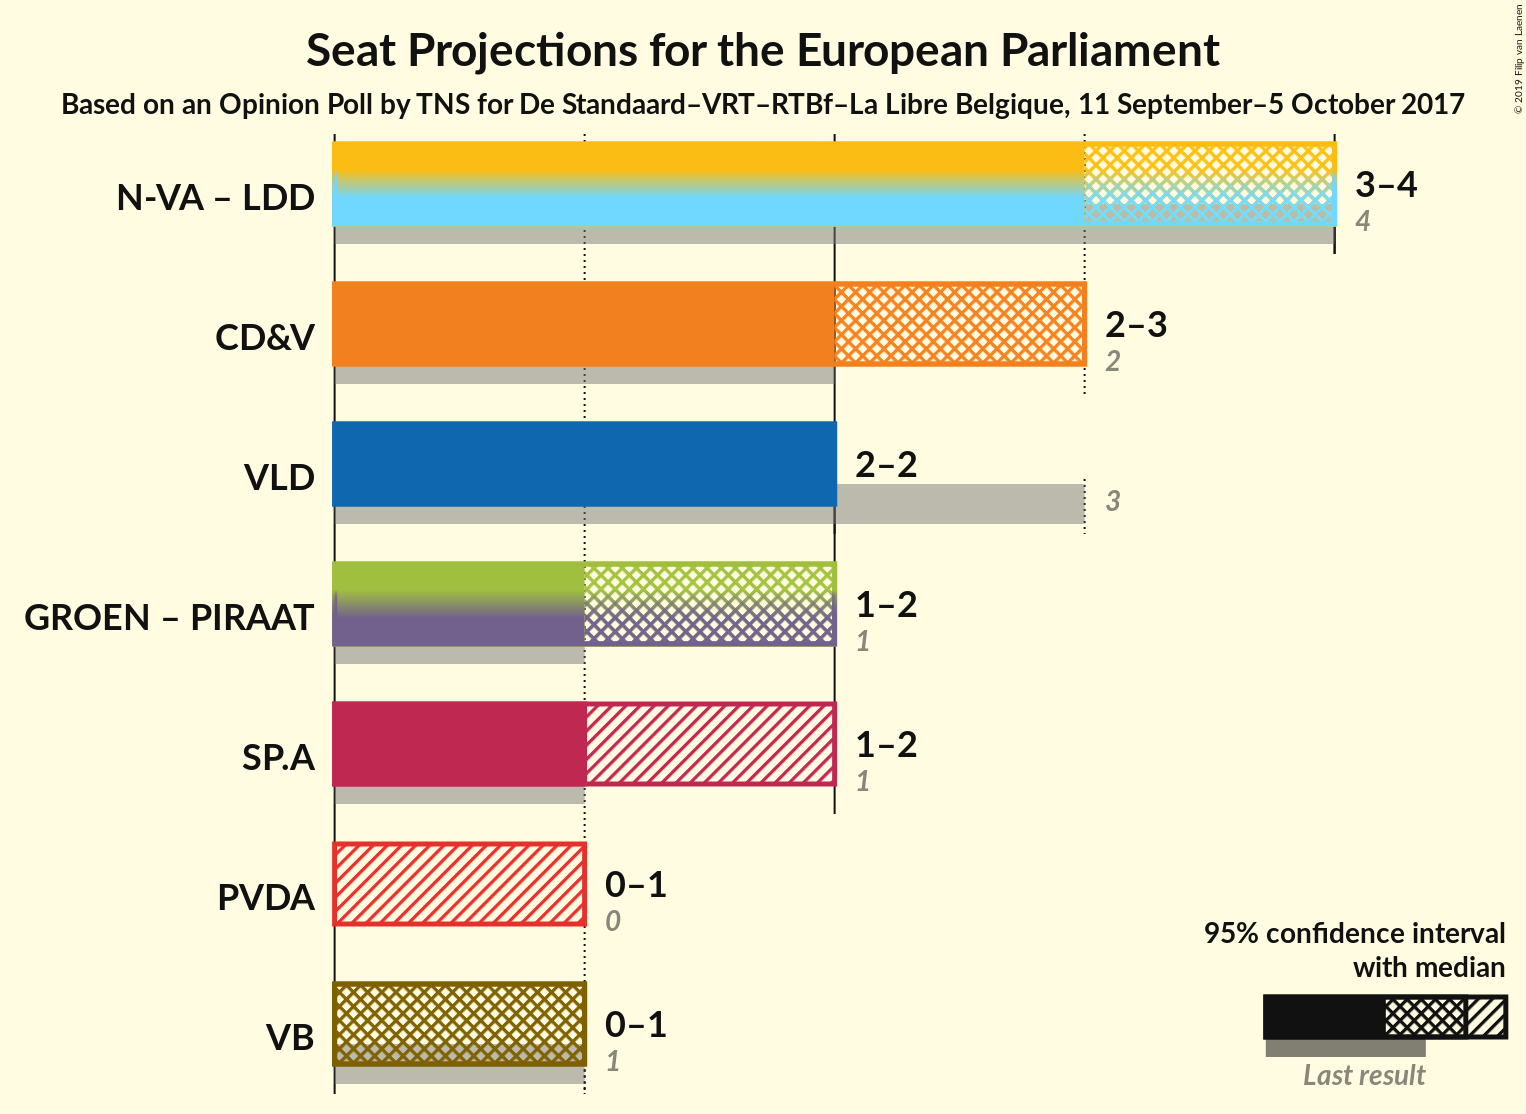 Seat Projections for the European Parliament
Based on an Opinion Poll by TNS for De Standaard–VRT–RTBf–La Libre Belgique, 11 September–5 October 2017
© 2019 Filip van Laenen
N-VA – LDD
3–4
4
CD&V
2–3
2
VLD
2–2
3
GROEN – PIRAAT
1–2
1
SP.A
1–2
1
PVDA
0–1
0
VB
0–1
1
95% confidence interval
with median
Last result